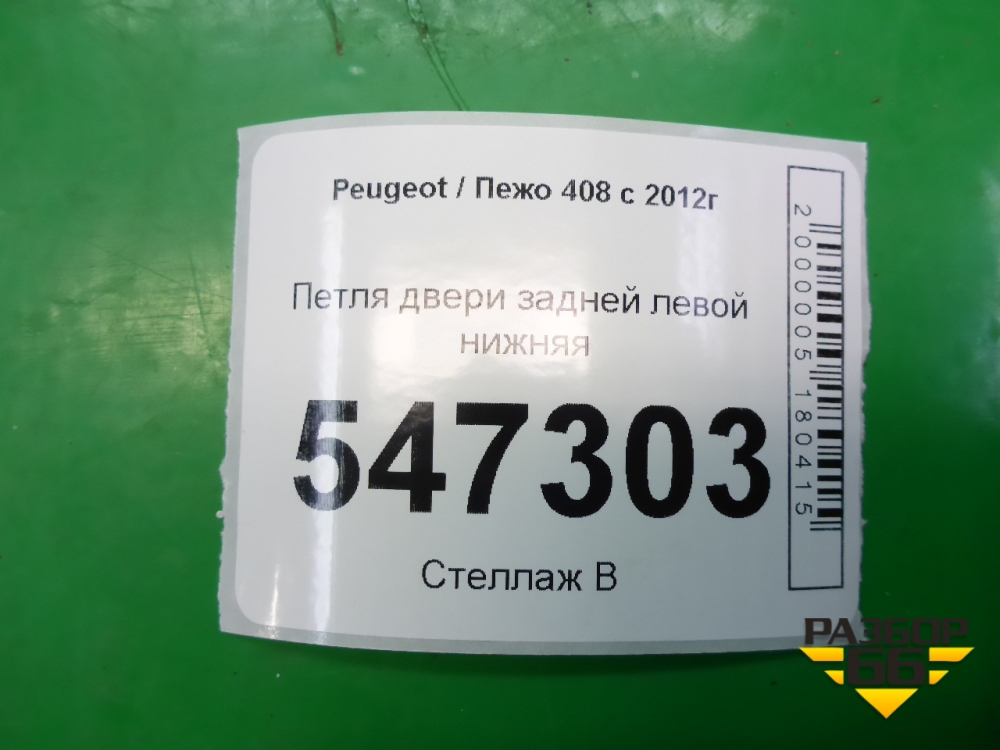 Peugeot / Пежо 408 с 2012г
Петля двери задней левой
нижняя
547303
Стеллаж В
2000005180415
РАЗБОР
66